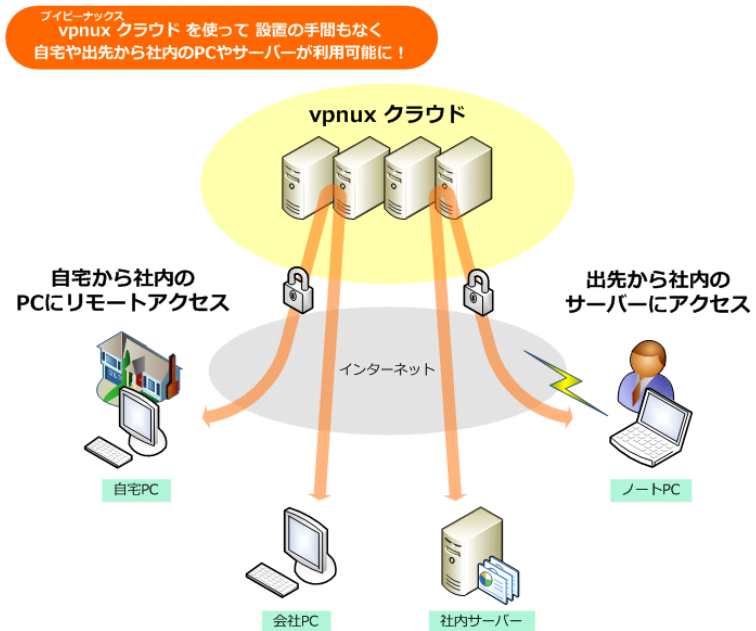 ブイピーナックス
vpnux クラウド を使って 設置の手間もなく
自宅や出先から社内のPCやサーバーが利用可能に！
vpnux クラウド
自宅から社内の
PCにリモートアクセス
出先から社内の
サーバーにアクセス
インターネット
自宅PC
ノートPC
会社PC
社内サーバー